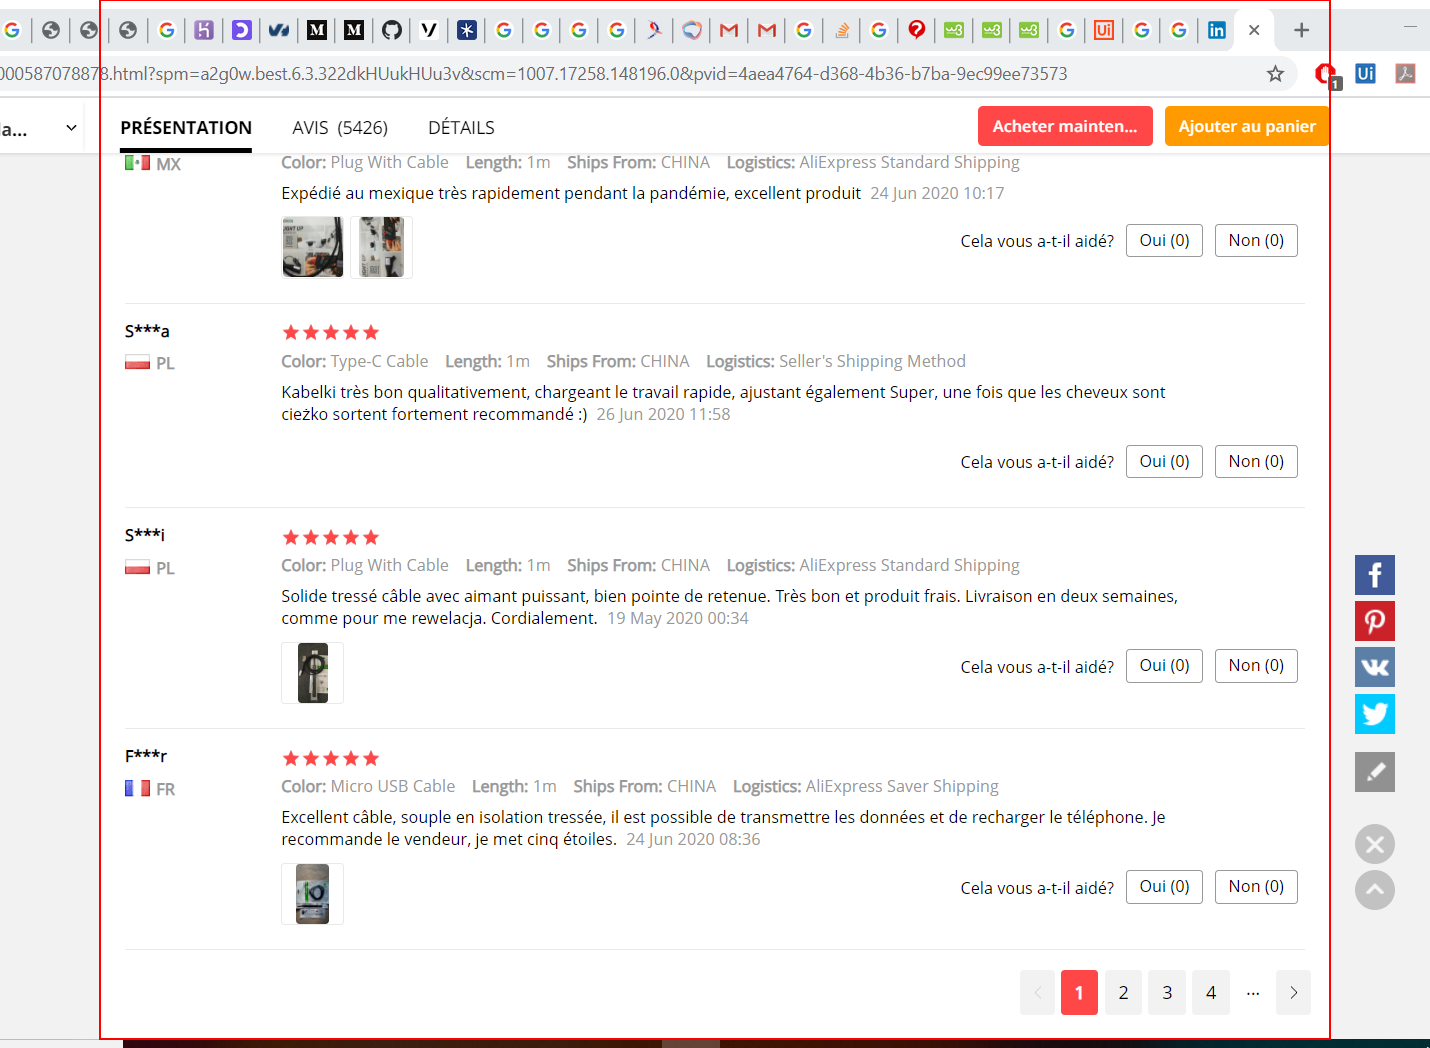 000587078878.html?spm=a2g0w.best.6.3.322dkHUukHUu3v&scm=1007.17258.148196.0&pvid=4aea4764-d368-4b36-b7ba-9ec99ee73573
1
la...
PRÉSENTATION AVIS (5426) DÉTAILS Acheter mainten... Ajouter au panier
MX Color: Plug With Cable Length: 1m Ships From: CHINA Logistics: AliExpress Standard Shipping
Expédié au mexique très rapidement pendant la pandémie, excellent produit 24 Jun 2020 10:17
Cela vous a-t-il aidé? Oui (0) Non (0)
S***a
PL Color: Type-C Cable Length: 1m Ships From: CHINA Logistics: Seller's Shipping Method
Kabelki très bon qualitativement, chargeant le travail rapide, ajustant également Super, une fois que les cheveux sont
cieżko sortent fortement recommandé :) 26 Jun 2020 11:58
Cela vous a-t-il aidé? Oui (0) Non (0)
S***i
PL Color: Plug With Cable Length: 1m Ships From: CHINA Logistics: AliExpress Standard Shipping
Solide tressé câble avec aimant puissant, bien pointe de retenue. Très bon et produit frais. Livraison en deux semaines,
comme pour me rewelacja. Cordialement. 19 May 2020 00:34
Cela vous a-t-il aidé? Oui (0) Non (0)
F***r
FR Color: Micro USB Cable Length: 1m Ships From: CHINA Logistics: AliExpress Saver Shipping
Excellent câble, souple en isolation tressée, il est possible de transmettre les données et de recharger le téléphone. Je
recommande le vendeur, je met cinq étoiles. 24 Jun 2020 08:36
Cela vous a-t-il aidé? Oui (0) Non (0)
1 2 3 4 ...